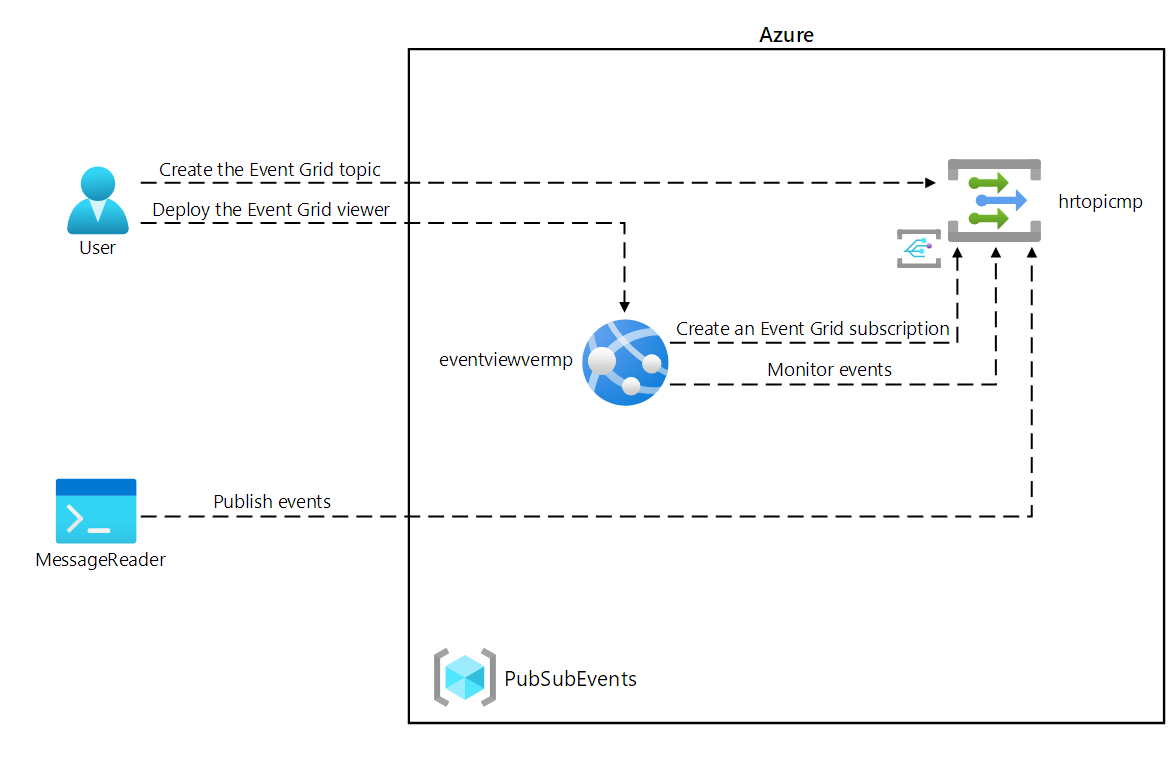 Azure
Create the Event Grid topic
hrtopicmp
Deploy the Event Grid viewer
User
Create an Event Grid subscription
eventviewvermp
Monitor events
Publish events
MessageReader
PubSubEvents